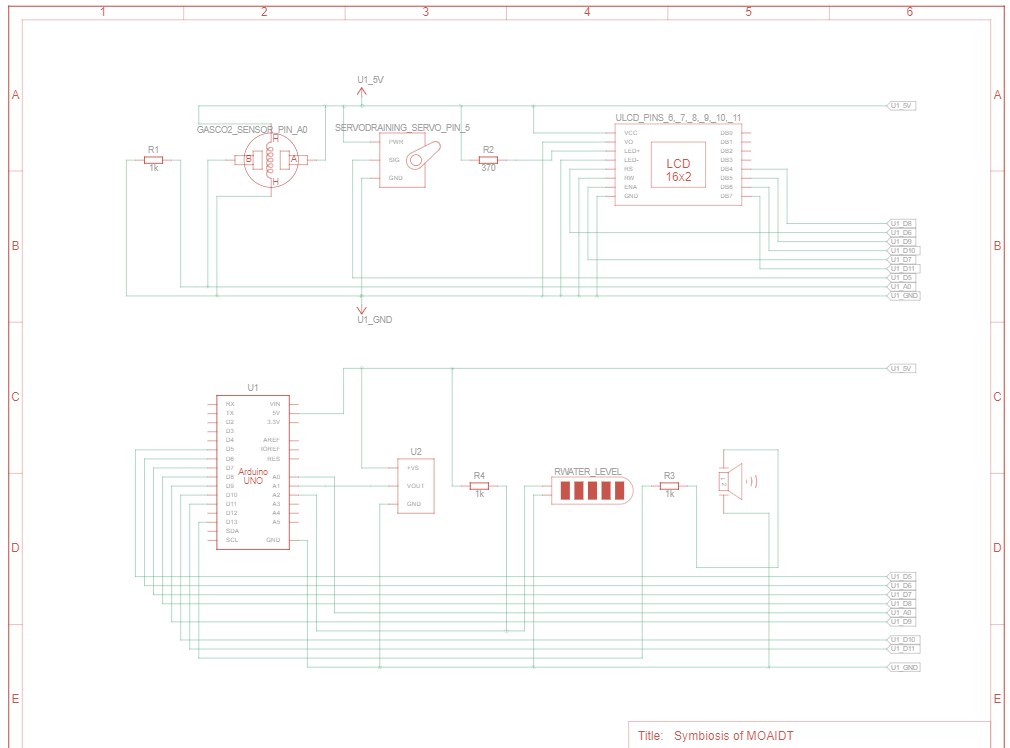 1 2 3 4 5 6
A A
U1_5V
U1_5V
GASCO2_SENSOR_PIN_A0
SERVODRAINING_SERVO_PIN_5
ULCD_PINS_6,_7,_8,_9,_10,_11
R1
1k
H
B A
H
PWR
SIG
GND
R2
370
VCC DB0
VO DB1
LED+ DB2
LED- DB3
RS DB4
RW DB5
ENA DB6
GND DB7
LCD
16x2
B B
U1_D8
U1_D6
U1_D9
U1_D10
U1_D7
U1_D11
U1_D5
U1_A0
U1_GND
U1_GND
U1_5V
C C
U1
RX VIN
TX 5V
D2 3.3V
D3
D4 AREF
D5 IOREF
D6 RES
D7
D8 A0
D9 A1
D10 A2
D11 A3
D12 A4
D13 A5
SDA
SCL GND
Arduino
UNO
U2
+VS
VOUT
GND
R4
1k
RWATER_LEVEL
R3
1k
1 2
D D
U1_D5
U1_D6
U1_D7
U1_D8
U1_A0
U1_D9
U1_D10
U1_D11
U1_GND
E E
Title: Symbiosis of MOAIDT